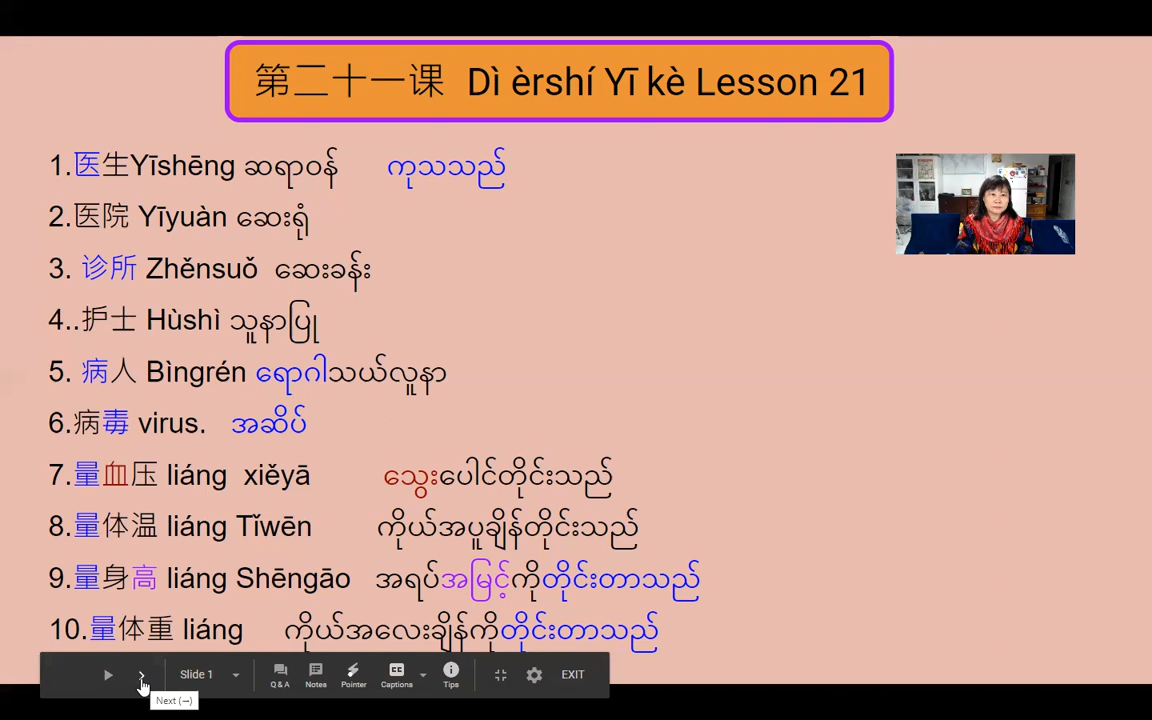 第二十一课 Dì èrshí Yī kè Lesson 21
1.医生Yīshēng ဆရာဝန် ကုသသည်
2.医院 Yīyuàn ဆေးရုံ
3. 诊所 Zhěnsuǒ ဆေးခန်း
4..护士 Hùshì သူနာပြု
5. 病人 Bìngrén ရောဂါသယ်လူနာ
6.病毒 virus. အဆိပ်
7.量血压 liáng xiěyā သွေးပေါင်တိုင်းသည်
8.量体温 liáng Tǐwēn ကိုယ်အပူချိန်တိုင်းသည်
9.量身高 liáng Shēngāo အရပ်အမြင့်ကိုတိုင်းတာသည်
10.量体重 liáng ကိုယ်အလေးချိန်ကိုတိုင်းတာသည်
Slide 1 Q & A Notes Pointer Captions Tips EXIT
Next (→)